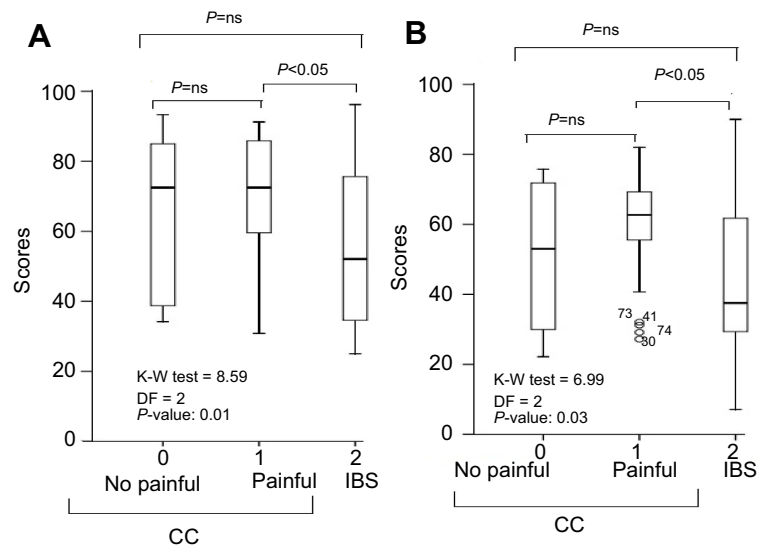 A
P=ns
P=ns
P<0.05
100
80
60
40
20
0
Scores
K-W test = 8.59
DF = 2
P-value: 0.01
0 1 2
No painful Painful IBS
CC
B
P=ns
P=ns
P<0.05
100
80
60
40
20
0
Scores
73 41
74
30
K-W test = 6.99
DF = 2
P-value: 0.03
0 1 2
No painful Painful IBS
CC